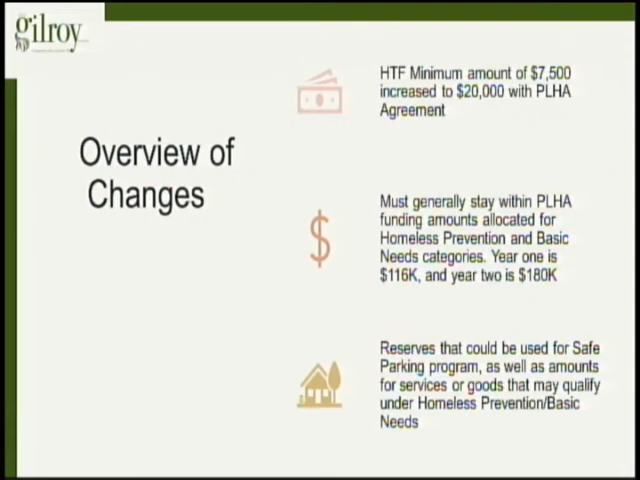 gilroy
Overview of
Changes
HTF Minimum amount of $7,500
increased to $20,000 with PLHA
Agreement
Must generally stay within PLHA
funding amounts allocated for
Homeless Prevention and Basic
Needs categories. Year one is
$116K, and year two is $180K
Reserves that could be used for Safe
Parking program, as well as amounts
for services or goods that may qualify
under Homeless Prevention/Basic
Needs